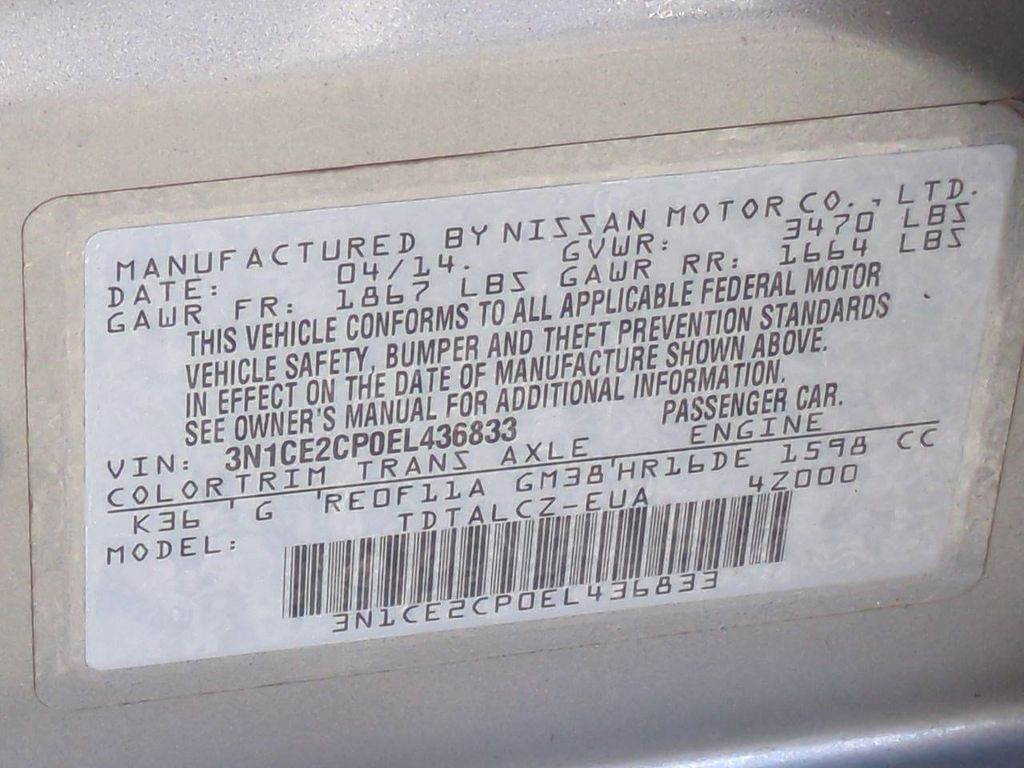 MANUFACTURED BY NISSAN MOTOR CO., LTD.
DATE: 04/14. GVWR: 3470 LBS
GAWR FR: 1867 LBS GAWR RR: 1664 LBS
THIS VEHICLE CONFORMS TO ALL APPLICABLE FEDERAL MOTOR
VEHICLE SAFETY, BUMPER AND THEFT PREVENTION STANDARDS
IN EFFECT ON THE DATE OF MANUFACTURE SHOWN ABOVE.
SEE OWNER'S MANUAL FOR ADDITIONAL INFORMATION.
VIN: 3N1CE2CP0EL436833 PASSENGER CAR.
COLOR TRIM TRANS AXLE ENGINE
K36 ' G 'RE0F11A GM38'HR16DE 1598 CC
MODEL: TDTALCZ-EUA 4Z000
3N1CE2CP0EL436833